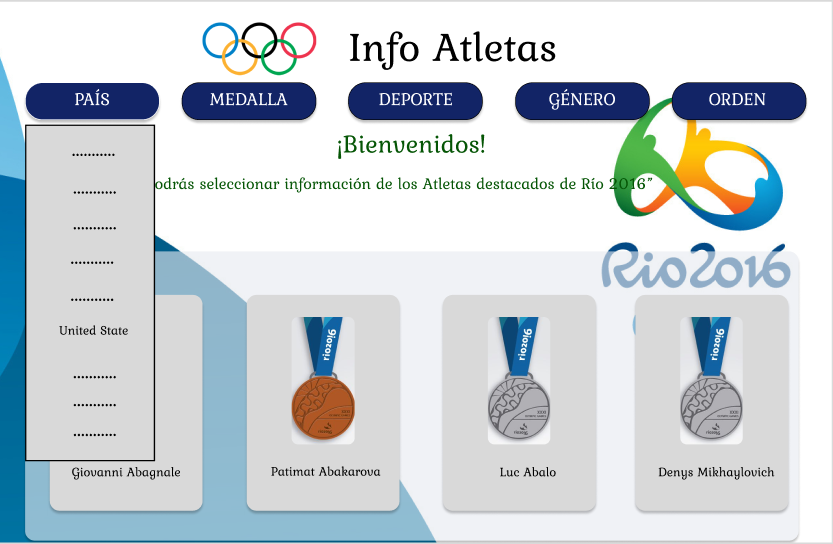 Info Atletas
PAÍS
MEDALLA
DEPORTE
GÉNERO
ORDEN
¡Bienvenidos!
odrás seleccionar información de los Atletas destacados de Río 2016”
...........
...........
...........
...........
...........
United State
...........
...........
...........
Rio2016
rio2016
rio2016
rio2016
Giovanni Abagnale
Patimat Abakarova
Luc Abalo
Denys Mikhaylovich